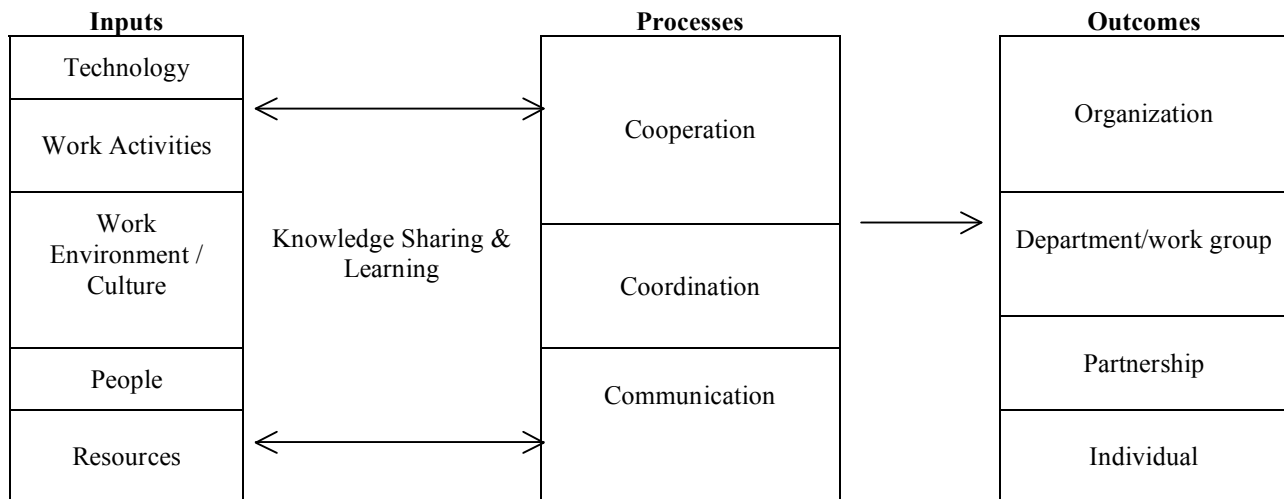 Inputs
Processes
Outcomes
Technology
Work Activities
Work
Environment /
Culture
People
Resources
Knowledge Sharing &
Learning
Cooperation
Coordination
Communication
Organization
Department/work group
Partnership
Individual